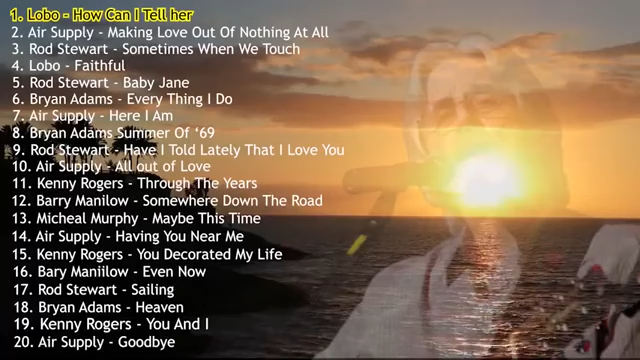 1. Lobo - How Can I Tell her
2. Air Supply - Making Love Out Of Nothing At All
3. Rod Stewart - Sometimes When We Touch
4. Lobo - Faithful
5. Rod Stewart - Baby Jane
6. Bryan Adams - Every Thing I Do
7. Air Supply - Here I Am
8. Bryan Adams Summer Of ‘69
9. Rod Stewart - Have I Told Lately That I Love You
10. Air Supply - All out of Love
11. Kenny Rogers - Through The Years
12. Barry Manilow - Somewhere Down The Road
13. Micheal Murphy - Maybe This Time
14. Air Supply - Having You Near Me
15. Kenny Rogers - You Decorated My Life
16. Bary Maniilow - Even Now
17. Rod Stewart - Sailing
18. Bryan Adams - Heaven
19. Kenny Rogers - You And I
20. Air Supply - Goodbye